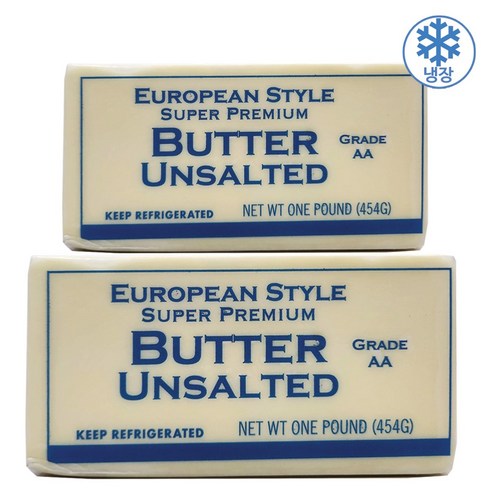 냉장
EUROPEAN STYLE
SUPER PREMIUM
BUTTER
UNSALTED
GRADE
AA
KEEP REFRIGERATED
NET WT ONE POUND (454G)
EUROPEAN STYLE
SUPER PREMIUM
BUTTER
UNSALTED
GRADE
AA
KEEP REFRIGERATED
NET WT ONE POUND (454G)